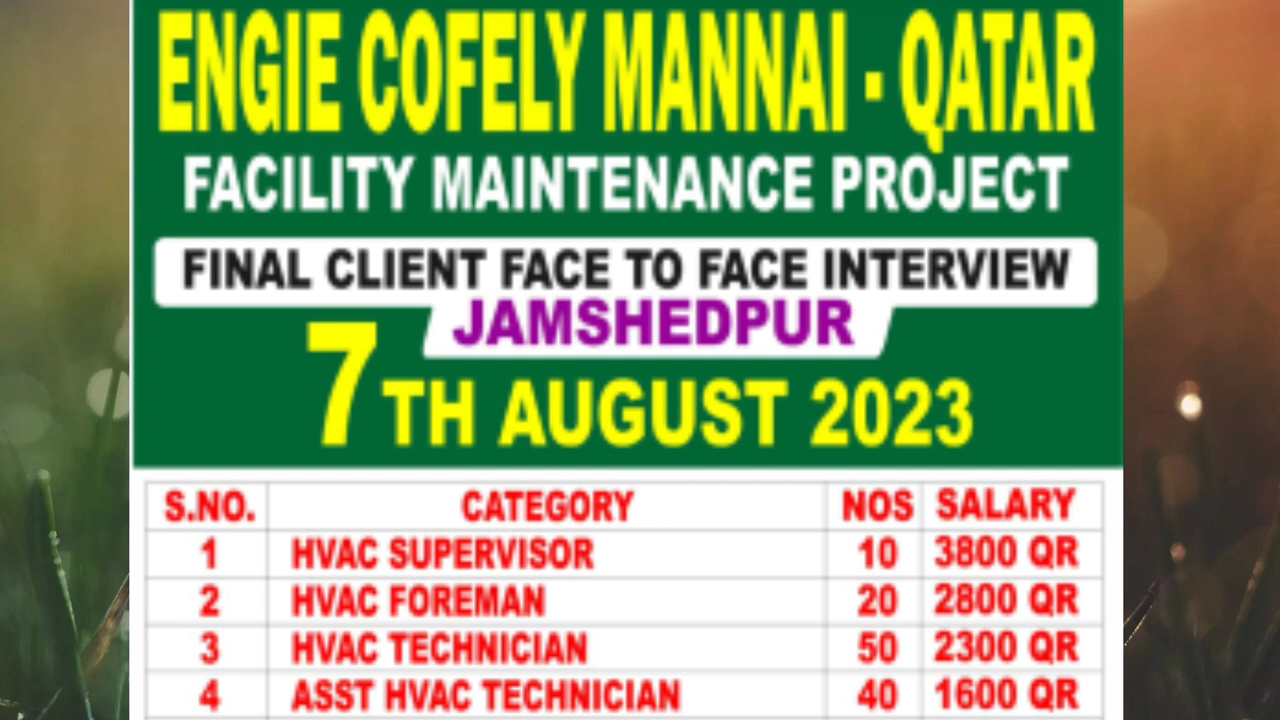 ENGIE COFELY MANNAI - QATAR
FACILITY MAINTENANCE PROJECT
FINAL CLIENT FACE TO FACE INTERVIEW
JAMSHEDPUR
7TH AUGUST 2023
S.NO. CATEGORY NOS SALARY
1 HVAC SUPERVISOR 10 3800 QR
2 HVAC FOREMAN 20 2800 QR
3 HVAC TECHNICIAN 50 2300 QR
4 ASST HVAC TECHNICIAN 40 1600 QR